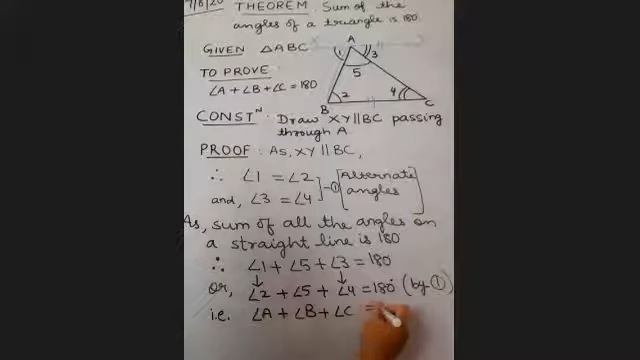 7/8/20 THEOREM Sum of the
angles of a triangle is 180
GIVEN △ABC
TO PROVE
∠A + ∠B + ∠C = 180
A
1
3
5
2
4
B
C
CONSTⁿ Draw XY || BC passing
through A
PROOF : As, XY || BC,
∴ ∠1 = ∠2
and, ∠3 = ∠4 ] - ① [Alternate
angles]
As, sum of all the angles on
a straight line is 180
∴ ∠1 + ∠5 + ∠3 = 180
or, ∠2 + ∠5 + ∠4 = 180° (by ①)
i.e. ∠A + ∠B + ∠C =